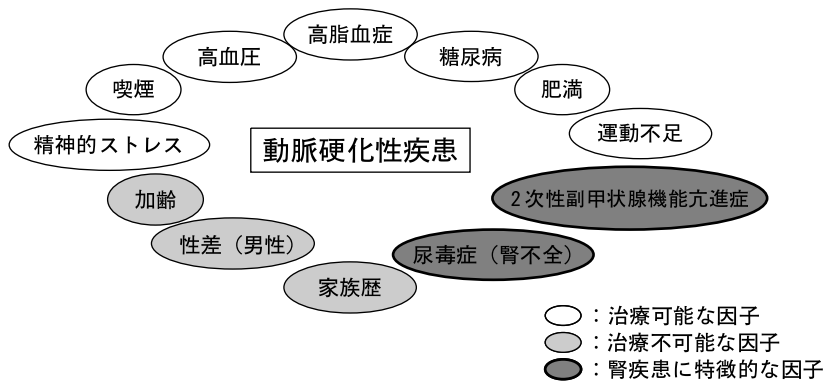 高脂血症
高血圧
糖尿病
喫煙
肥満
精神的ストレス
運動不足
動脈硬化性疾患
加齢
2次性副甲状腺機能亢進症
性差（男性）
尿毒症（腎不全）
家族歴
：治療可能な因子
：治療不可能な因子
：腎疾患に特徴的な因子